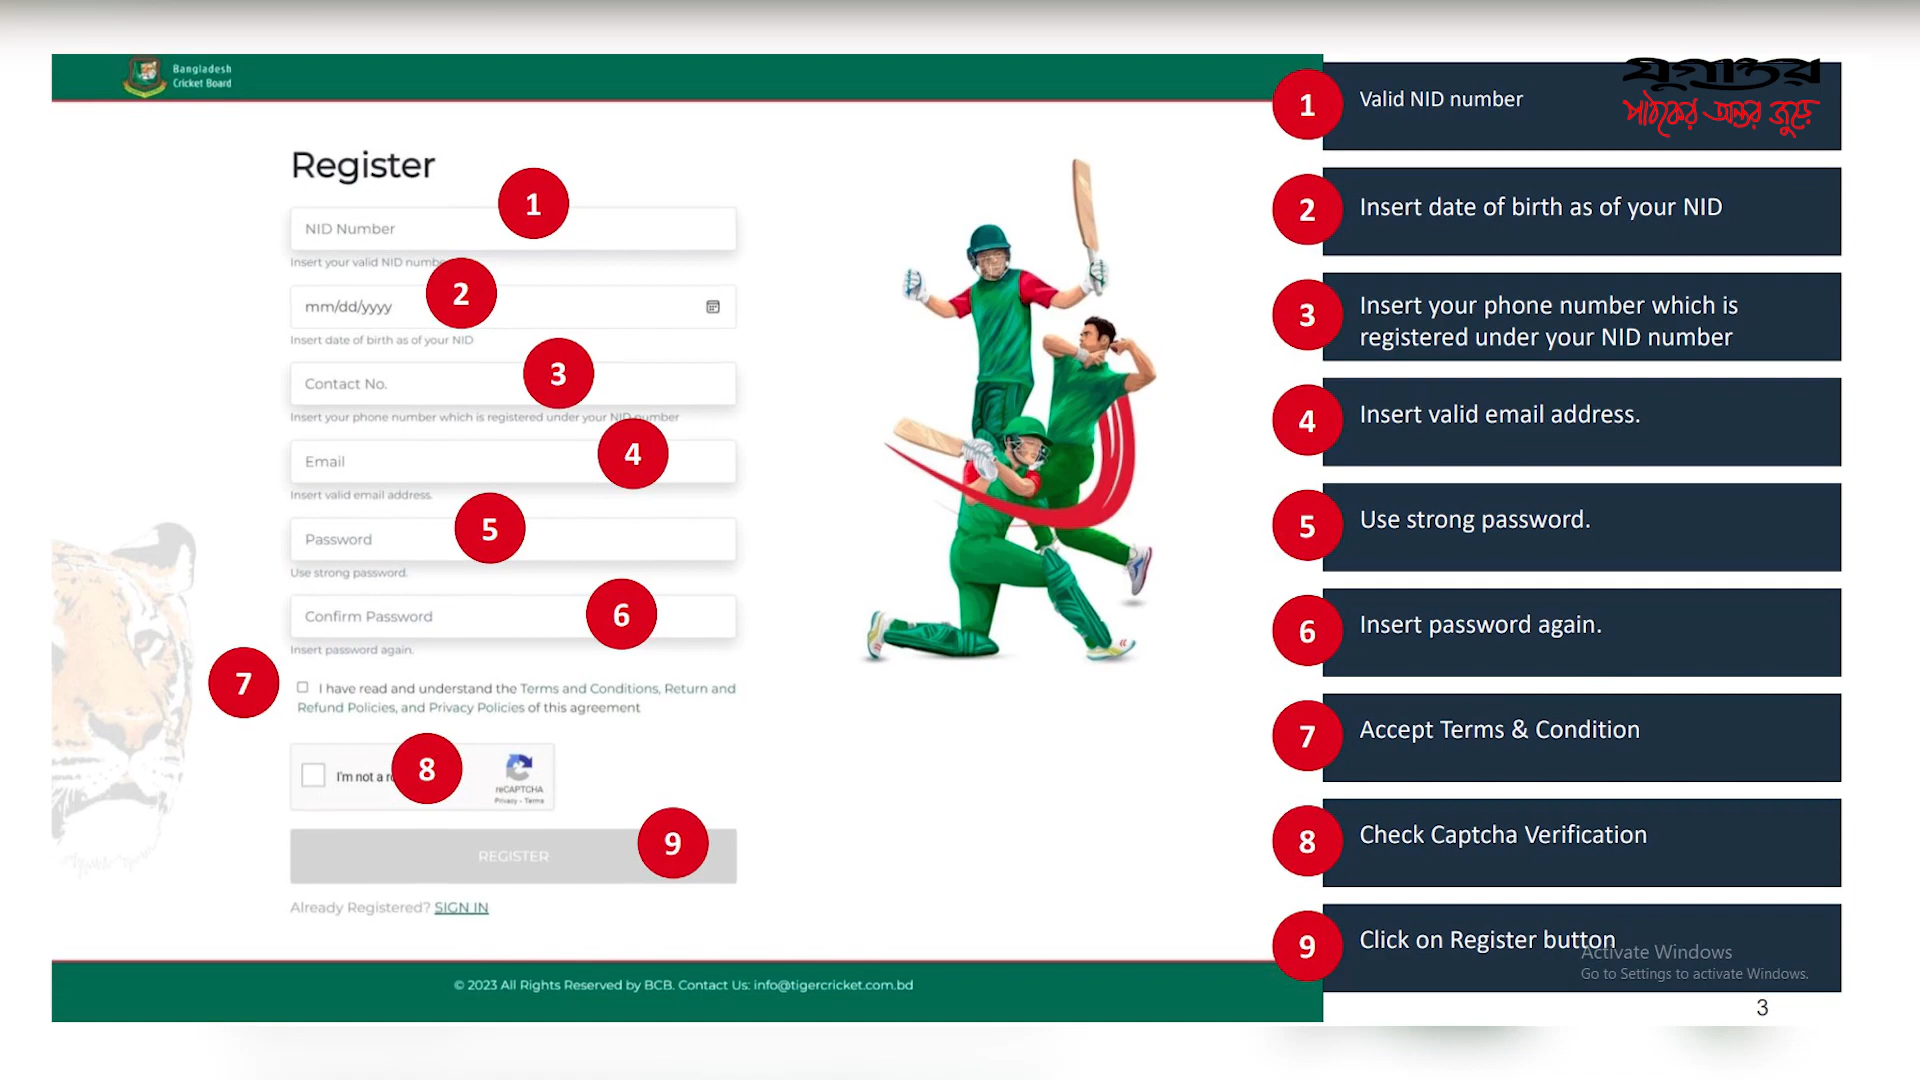 Bangladesh
Cricket Board
Register
1
NID Number
Insert your valid NID number
2
mm/dd/yyyy
Insert date of birth as of your NID
3
Contact No.
Insert your phone number which is registered under your NID number
4
Email
Insert valid email address.
5
Password
Use strong password.
6
Confirm Password
Insert password again.
7
I have read and understand the Terms and Conditions, Return and
Refund Policies, and Privacy Policies of this agreement
I'm not a r
8
reCAPTCHA
Privacy - Terms
REGISTER
9
Already Registered? SIGN IN
© 2023 All Rights Reserved by BCB. Contact Us: info@tigercricket.com.bd
যুগান্তর
পাঠকের অন্তর জুড়ে
1
Valid NID number
2
Insert date of birth as of your NID
3
Insert your phone number which is
registered under your NID number
4
Insert valid email address.
5
Use strong password.
6
Insert password again.
7
Accept Terms & Condition
8
Check Captcha Verification
9
Click on Register button
Activate Windows
Go to Settings to activate Windows.
3